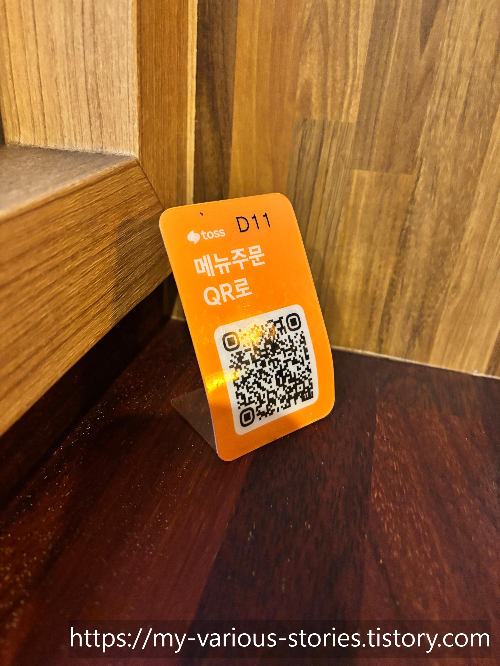 toss D11
메뉴주문
QR로
https://my-various-stories.tistory.com